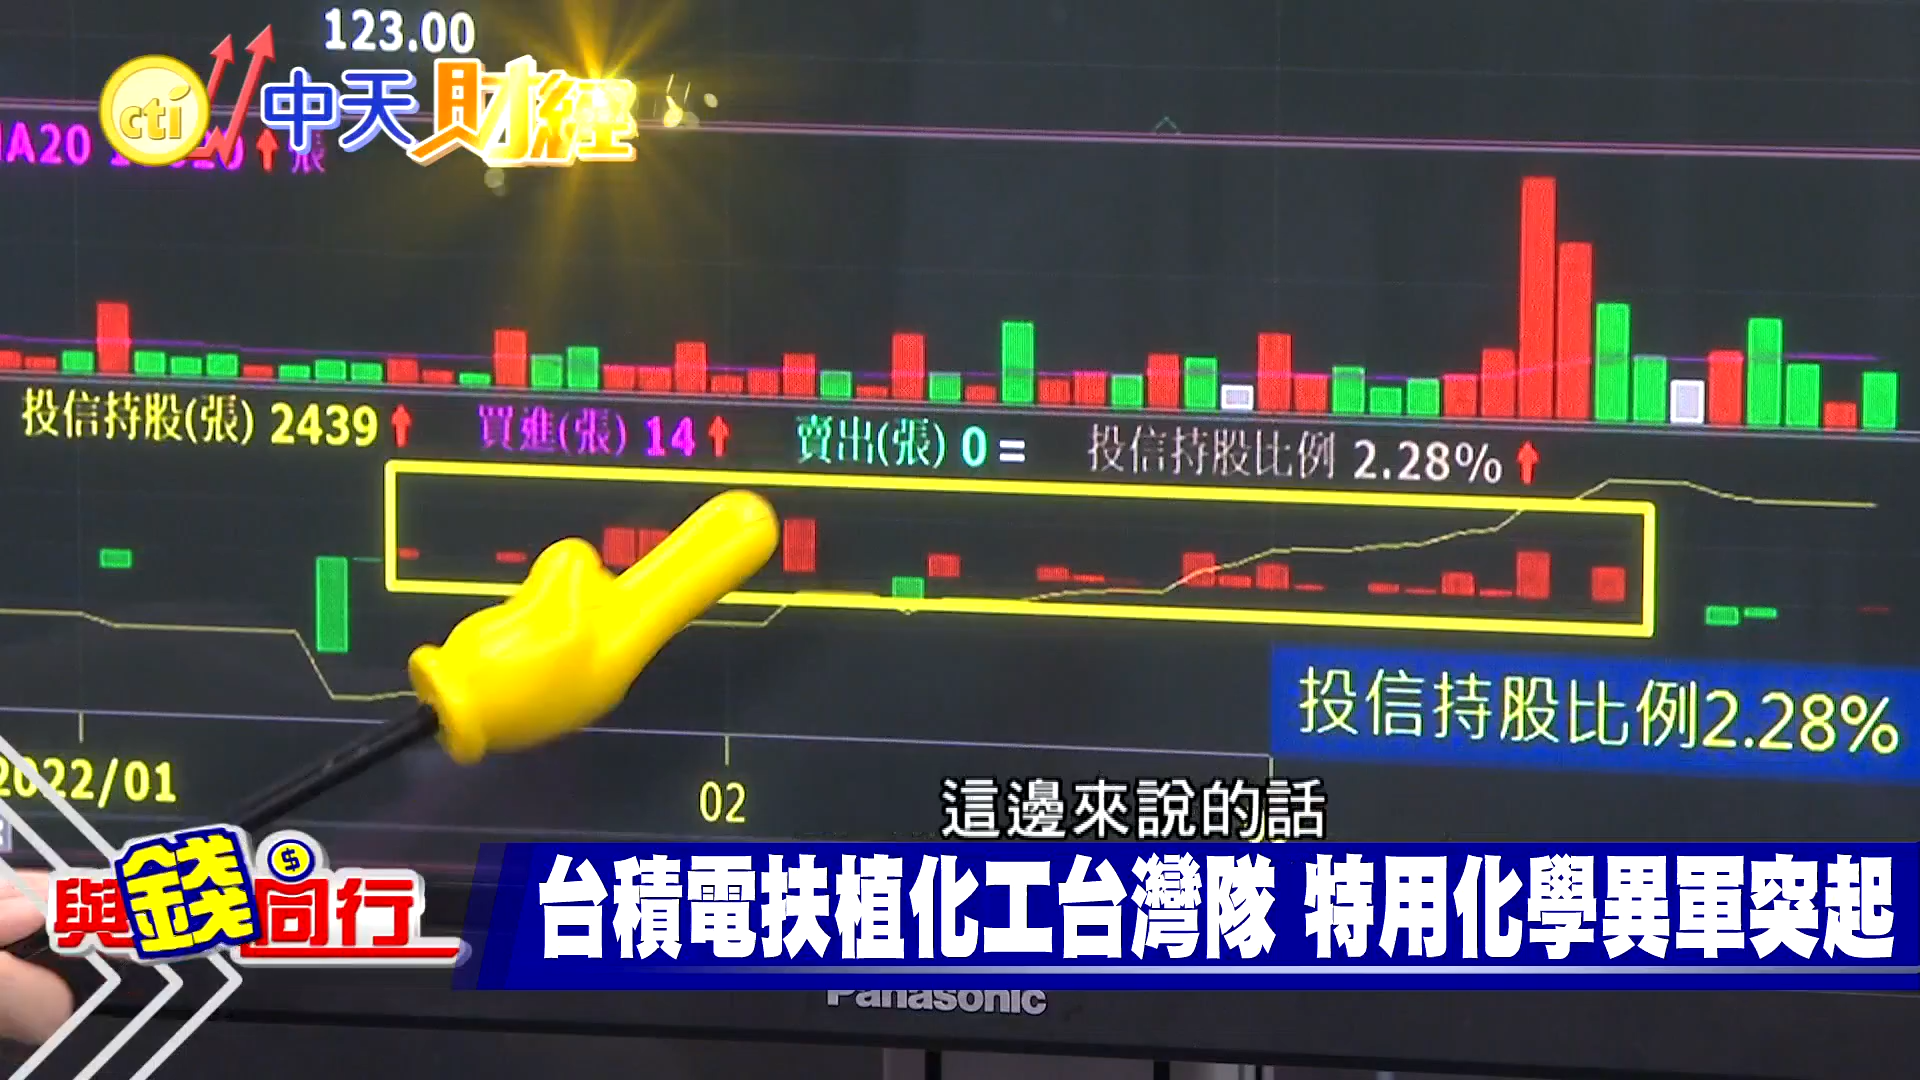 123.00
cti 中天財經
MA20 張
投信持股(張) 2439 買進(張) 14 賣出(張) 0 = 投信持股比例 2.28%
投信持股比例2.28%
2022/01 02
這邊來說的話
與錢同行
台積電扶植化工台灣隊 特用化學異軍突起
Panasonic